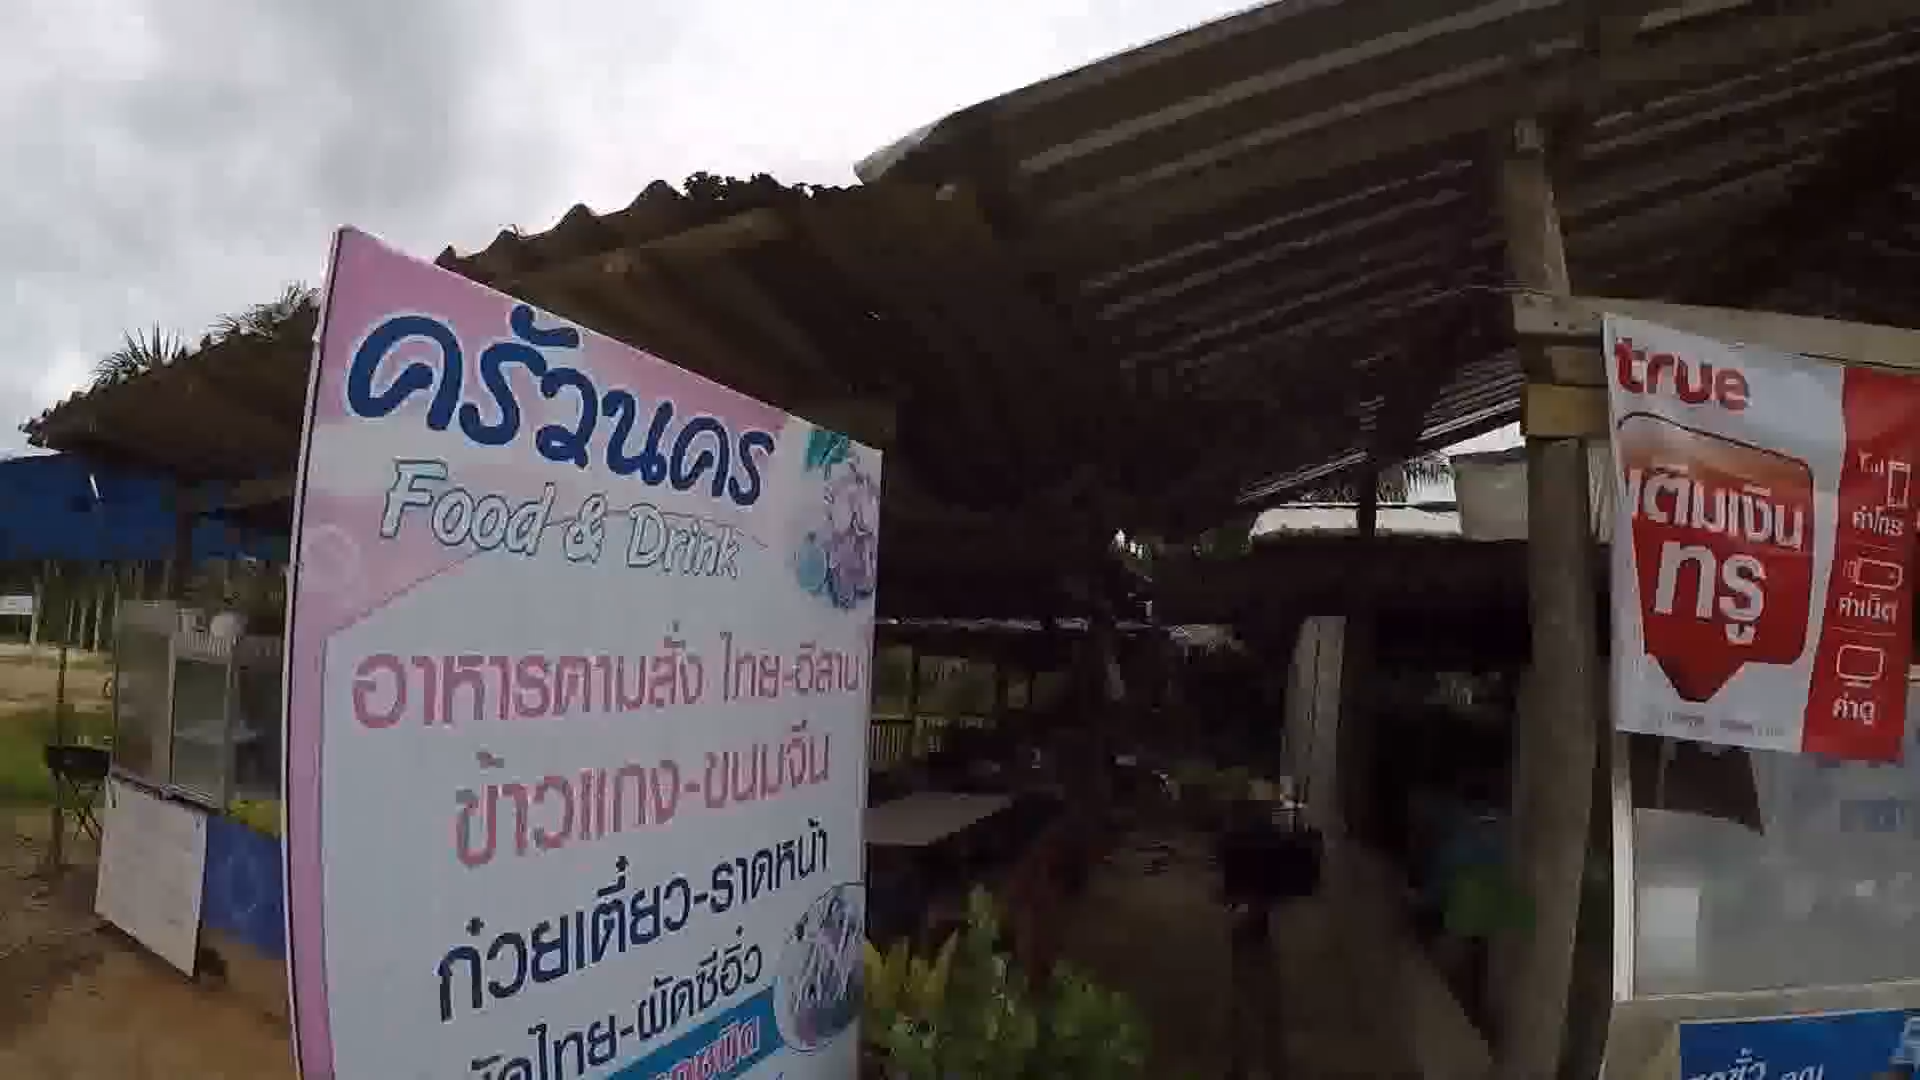 ครัวนคร
Food & Drink
อาหารตามสั่ง ไทย-อีสาน
ข้าวแกง-ขนมจีน
ก๋วยเตี๋ยว-ราดหน้า
ผัดไทย-ผัดซีอิ๋ว
true
เติมเงิน
ทรู
ค่าโทร
ค่าเน็ต
ค่าดู